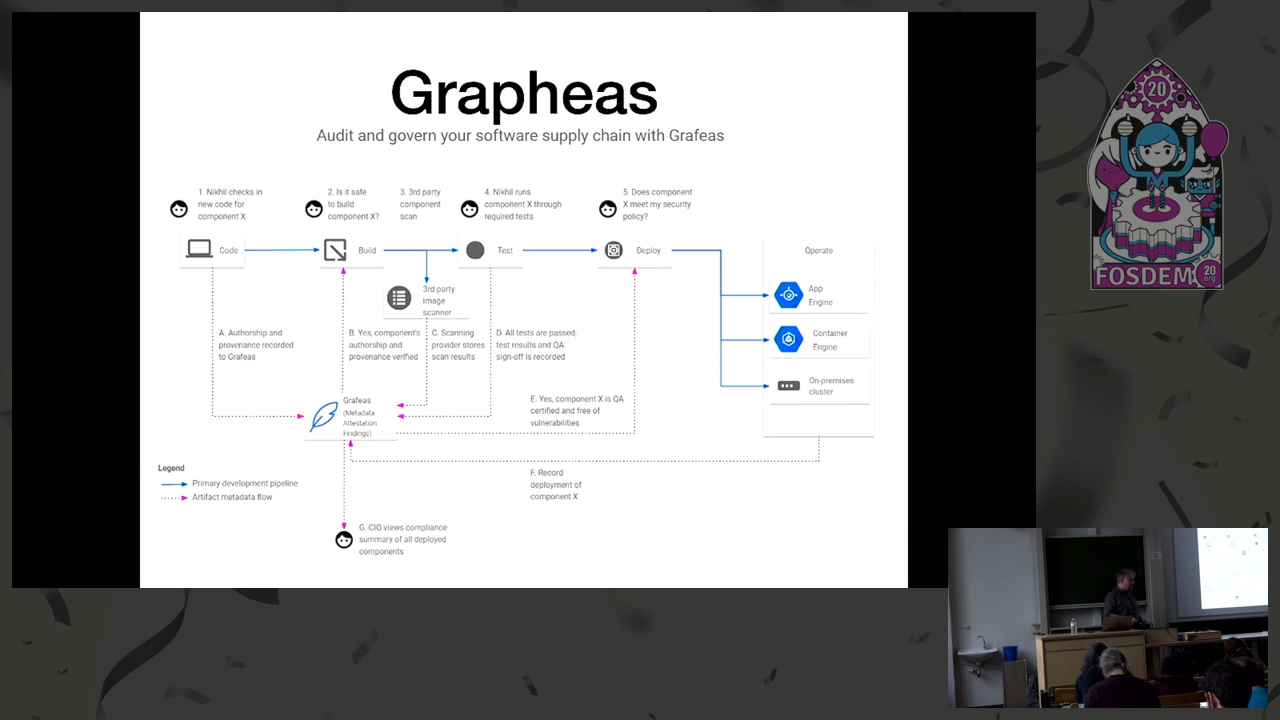 Grapheas
Audit and govern your software supply chain with Grafeas
1. Nikhil checks in
new code for
component X
2. Is it safe
to build
component X?
3. 3rd party
component
scan
4. Nikhil runs
component X through
required tests
5. Does component
X meet my security
policy?
Code
Build
Test
Deploy
Operate
3rd party
image
scanner
App
Engine
Container
Engine
On-premises
cluster
A. Authorship and
provenance recorded
to Grafeas
B. Yes, component's
authorship and
provenance verified
C. Scanning
provider stores
scan results
D. All tests are passed;
test results and QA
sign-off is recorded
Grafeas
(Metadata
Attestation
Findings)
E. Yes, component X is QA
certified and free of
vulnerabilities
F. Record
deployment of
component X
Legend
Primary development pipeline
Artifact metadata flow
G. CIO views compliance
summary of all deployed
components
20
FOSDEM
20
.org